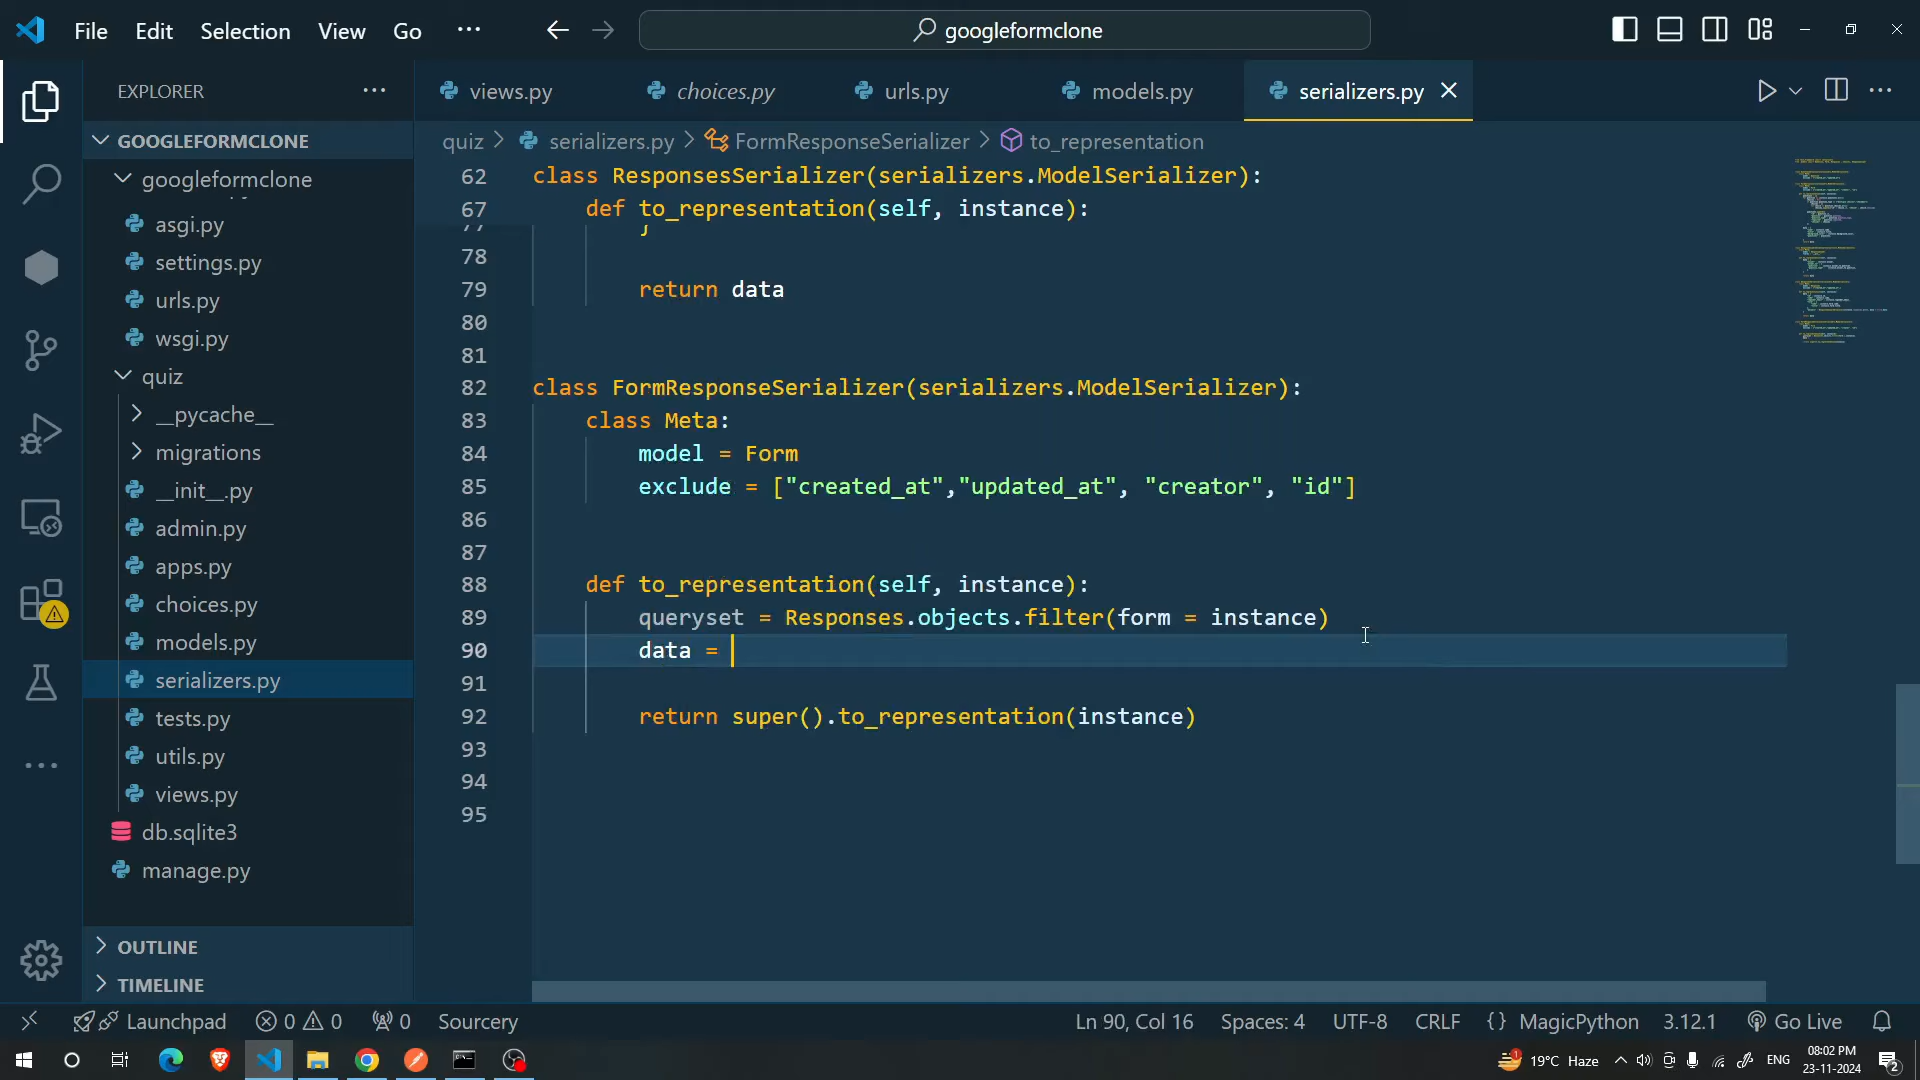 File Edit Selection View Go ··· googleformclone
EXPLORER ···
views.py choices.py urls.py models.py serializers.py
GOOGLEFORMCLONE
quiz > serializers.py > FormResponseSerializer > to_representation
googleformclone
asgi.py
settings.py
urls.py
wsgi.py
quiz
__pycache__
migrations
__init__.py
admin.py
apps.py
choices.py
models.py
serializers.py
tests.py
utils.py
views.py
db.sqlite3
manage.py
OUTLINE
TIMELINE
62 class ResponsesSerializer(serializers.ModelSerializer):
67 def to_representation(self, instance):
77 }
78
79 return data
80
81
82 class FormResponseSerializer(serializers.ModelSerializer):
83 class Meta:
84 model = Form
85 exclude = ["created_at","updated_at", "creator", "id"]
86
87
88 def to_representation(self, instance):
89 queryset = Responses.objects.filter(form = instance)
90 data =
91
92 return super().to_representation(instance)
93
94
95
Launchpad 0 0 0 Sourcery Ln 90, Col 16 Spaces: 4 UTF-8 CRLF {} MagicPython 3.12.1 Go Live
1 19°C Haze ENG 08:02 PM
23-11-2024 2